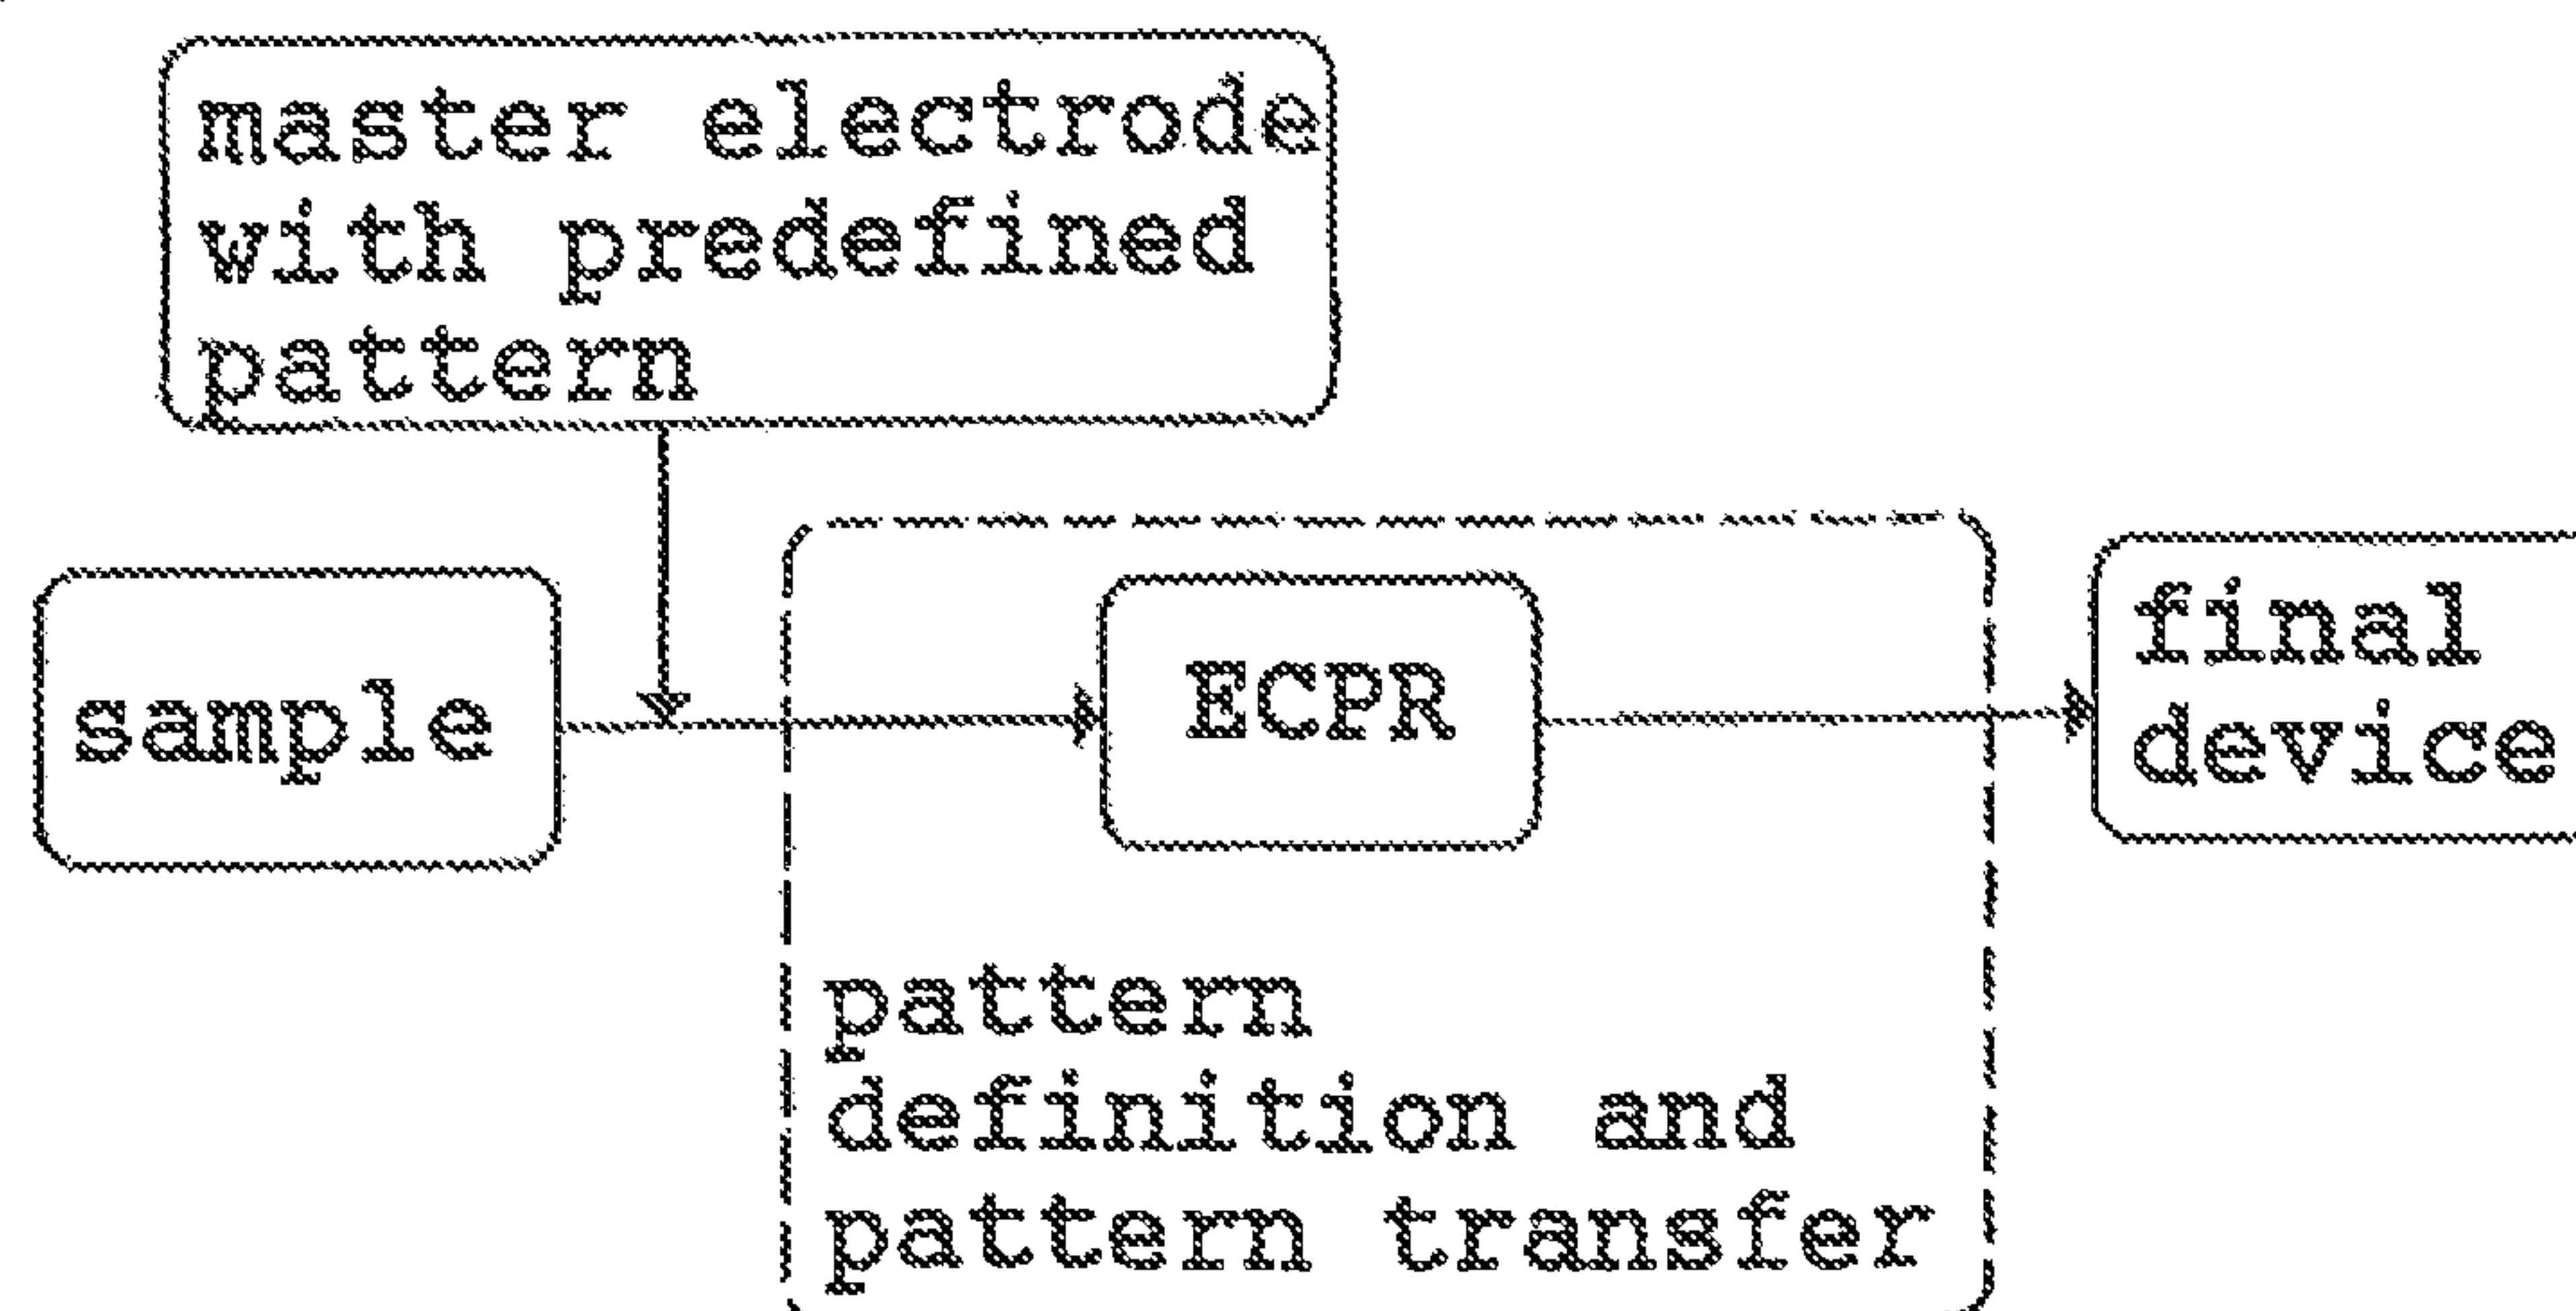 master electrode
with predefined
pattern
sample
ECPR
final
device
pattern
definition and
pattern transfer